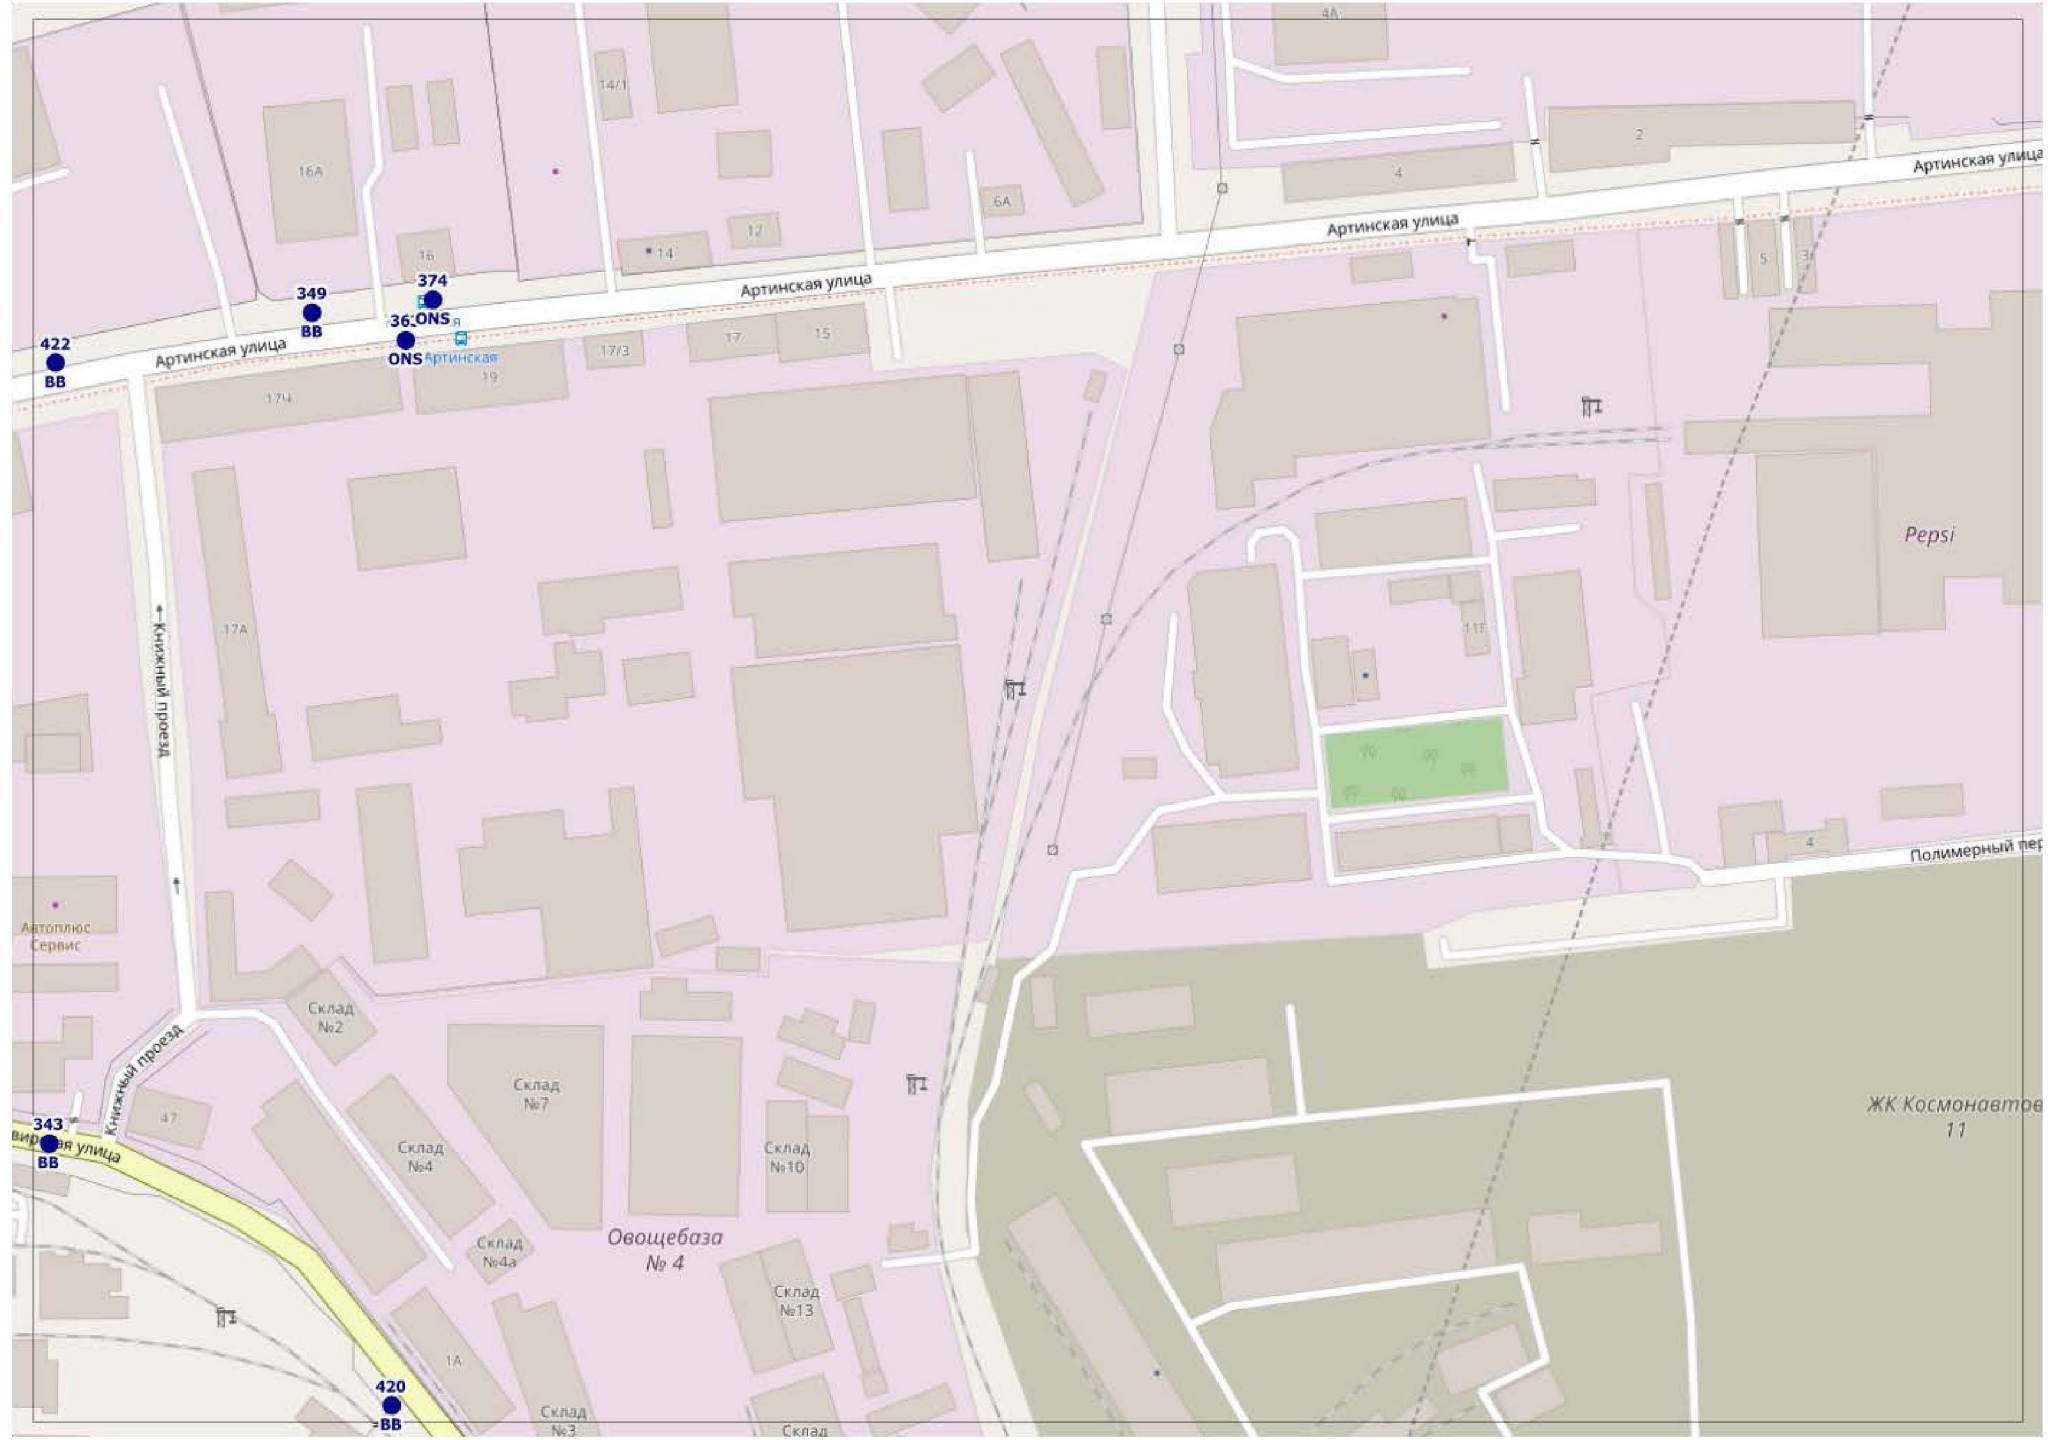 4А
14/1
2
Артинская улица
16А
4
6А
12
Артинская улица
16
14
5
3
374
349
ONS
BB
Артинская улица
422
BB
Артинская улица
ONS
Артинская
17/3
17
15
17Ч
19
Pepsi
17А
Книжный проезд
4
Полимерный пер
Автоплюс
Сервис
Склад
№2
Книжный проезд
Склад
№7
47
343
BB
улица
Склад
№4
Склад
№10
ЖК Космонавтов
11
Склад
№4а
Овощебаза
№ 4
Склад
№13
1А
420
BB
Склад
№3
Склад